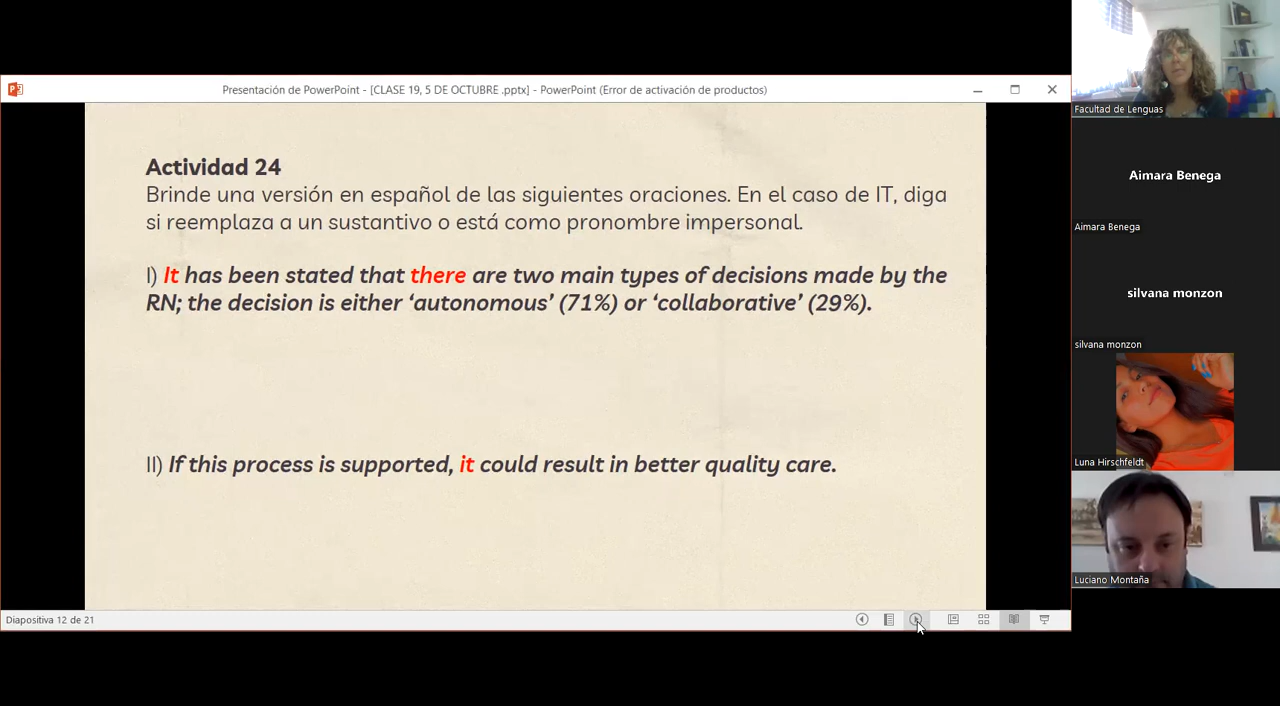 Presentación de PowerPoint - [CLASE 19, 5 DE OCTUBRE .pptx] - PowerPoint (Error de activación de productos)
Actividad 24
Brinde una versión en español de las siguientes oraciones. En el caso de IT, diga
si reemplaza a un sustantivo o está como pronombre impersonal.
I) It has been stated that there are two main types of decisions made by the
RN; the decision is either ‘autonomous’ (71%) or ‘collaborative’ (29%).
II) If this process is supported, it could result in better quality care.
Diapositiva 12 de 21
Facultad de Lenguas
Aimara Benega
Aimara Benega
silvana monzon
silvana monzon
Luna Hirschfeldt
Luciano Montaña